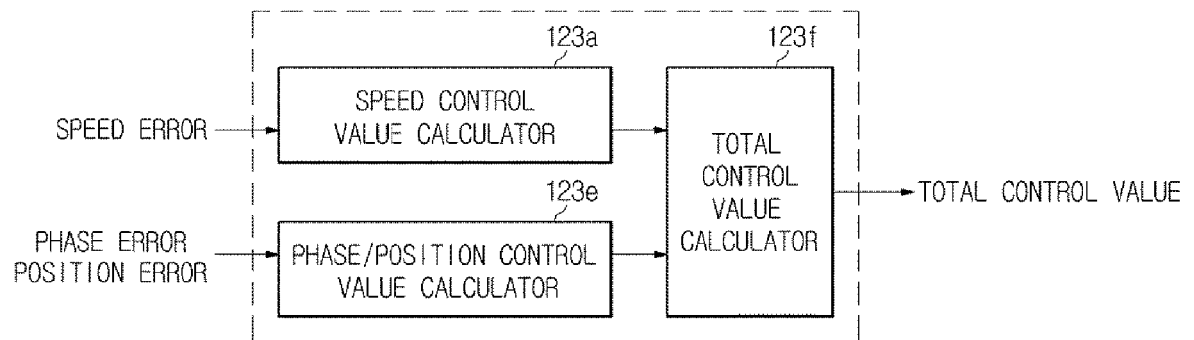 123a
123f
SPEED CONTROL
VALUE CALCULATOR
SPEED ERROR
TOTAL
CONTROL
VALUE
CALCULATOR
TOTAL CONTROL VALUE
123e
PHASE ERROR
POSITION ERROR
PHASE/POSITION CONTROL
VALUE CALCULATOR